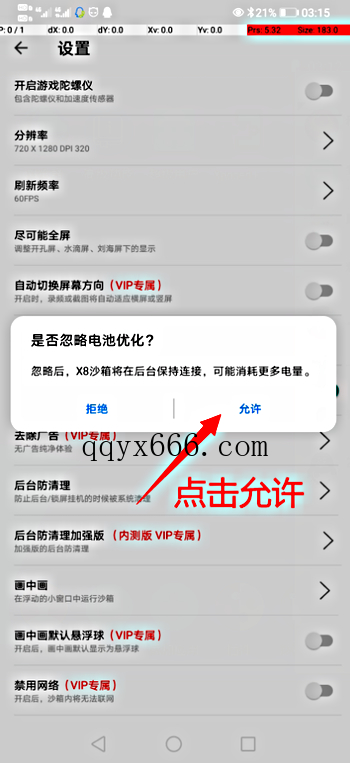 P: 0 / 1 dX: 0.0 dY: 0.0 Xv: 0.0 Yv: 0.0 Prs: 5.32 Size: 183.0
21% 03:15
设置
开启游戏陀螺仪
包含陀螺仪和加速度传感器
分辨率
720 X 1280 DPI 320
刷新频率
60FPS
尽可能全屏
调整开孔屏、水滴屏、刘海屏下的显示
自动切换屏幕方向（VIP专属）
开启时，录频或截图将自动适应横屏或竖屏
是否忽略电池优化？
忽略后，X8沙箱将在后台保持连接，可能消耗更多电量。
拒绝 允许
去除广告（VIP专属）
无广告纯净体验
qqyx666.com
后台防清理
防止后台/锁屏挂机的时候被系统清理
点击允许
后台防清理加强版（内测版 VIP专属）
加强版的后台防清理
画中画
在浮动的小窗口中运行沙箱
画中画默认悬浮球（VIP专属）
开启后，画中画默认显示为悬浮球
禁用网络（VIP专属）
开启后，沙箱内将无法联网